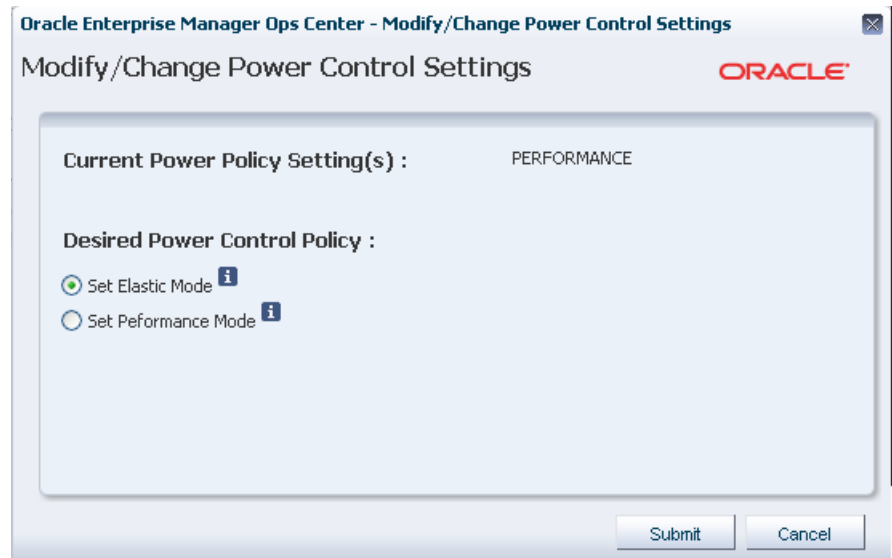 Oracle Enterprise Manager Ops Center - Modify/Change Power Control Settings
Modify/Change Power Control Settings
ORACLE
Current Power Policy Setting(s) :
PERFORMANCE
Desired Power Control Policy :
Set Elastic Mode
Set Peformance Mode
Submit
Cancel